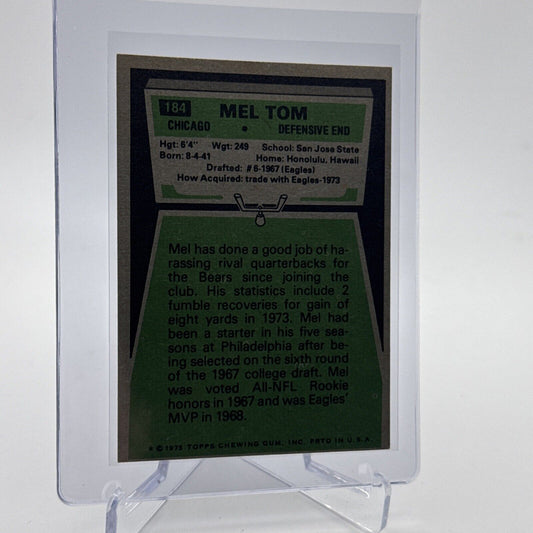 184 MEL TOM
CHICAGO • DEFENSIVE END
Hgt: 6'4" Wgt: 249 School: San Jose State
Born: 8-4-41 Home: Honolulu, Hawaii
Drafted: #6-1967 (Eagles)
How Acquired: trade with Eagles-1973
Mel has done a good job of ha-
rassing rival quarterbacks for
the Bears since joining the
club. His statistics include 2
fumble recoveries for gain of
eight yards in 1973. Mel had
been a starter in his five sea-
sons at Philadelphia after be-
ing selected on the sixth round
of the 1967 college draft. Mel
was voted All-NFL Rookie
honors in 1967 and was Eagles'
MVP in 1968.
* © 1975 TOPPS CHEWING GUM, INC. PRTD IN U.S.A.